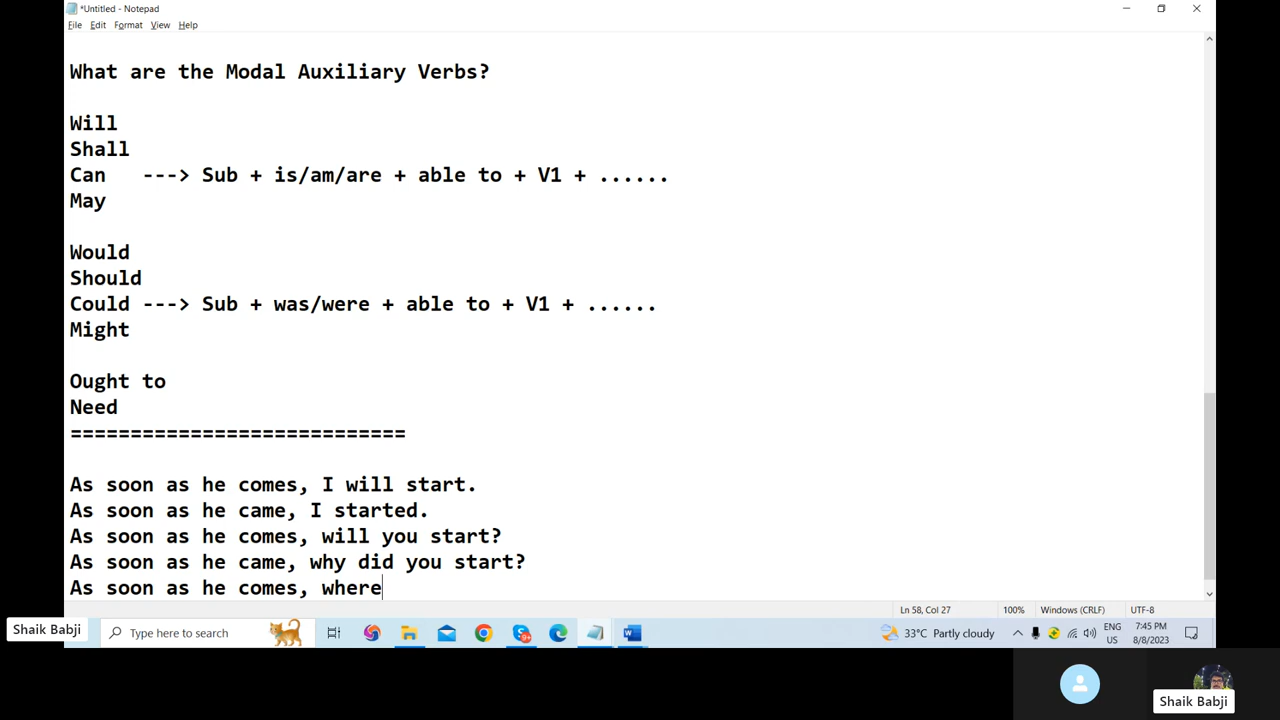 *Untitled - Notepad
File Edit Format View Help
What are the Modal Auxiliary Verbs?
Will
Shall
Can ---> Sub + is/am/are + able to + V1 + ......
May
Would
Should
Could ---> Sub + was/were + able to + V1 + ......
Might
Ought to
Need
============================
As soon as he comes, I will start.
As soon as he came, I started.
As soon as he comes, will you start?
As soon as he came, why did you start?
As soon as he comes, where
Ln 58, Col 27 100% Windows (CRLF) UTF-8
Shaik Babji
Type here to search
33°C Partly cloudy
ENG
US
7:45 PM
8/8/2023
Shaik Babji